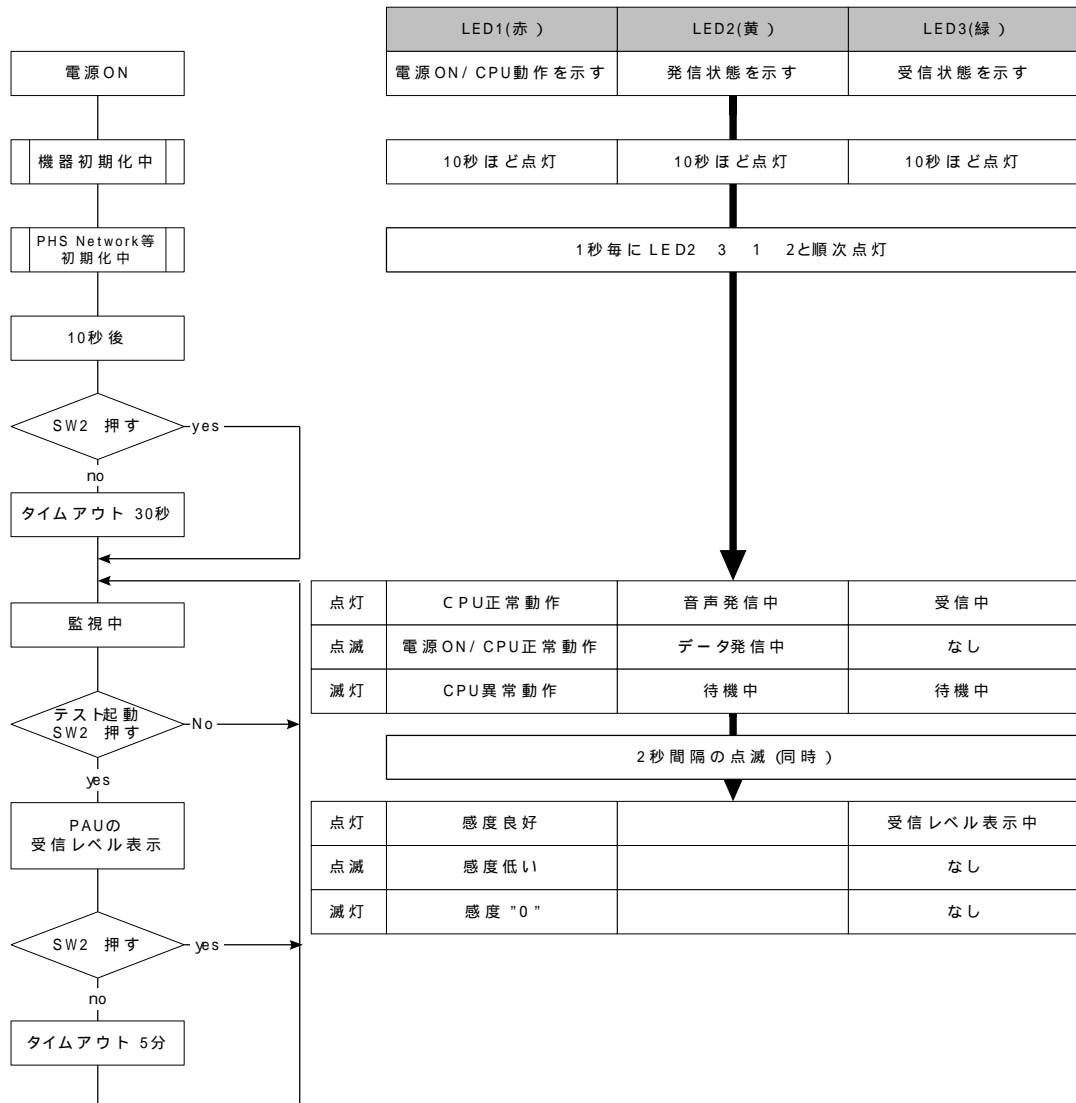 LED1(赤) LED2(黄) LED3(緑)
電源ON 電源ON/CPU動作を示す 発信状態を示す 受信状態を示す
機器初期化中 10秒ほど点灯 10秒ほど点灯 10秒ほど点灯
PHS Network等
初期化中
1秒毎に LED2 3 1 2と順次点灯
10秒後
SW2 押す yes
no
タイムアウト 30秒
監視中
点灯 CPU正常動作 音声発信中 受信中
点滅 電源ON/CPU正常動作 データ発信中 なし
滅灯 CPU異常動作 待機中 待機中
テスト起動
SW2 押す No
yes
2秒間隔の点滅(同時)
PAUの
受信レベル表示
点灯 感度良好 受信レベル表示中
点滅 感度低い なし
滅灯 感度 ”0” なし
SW2 押す yes
no
タイムアウト 5分